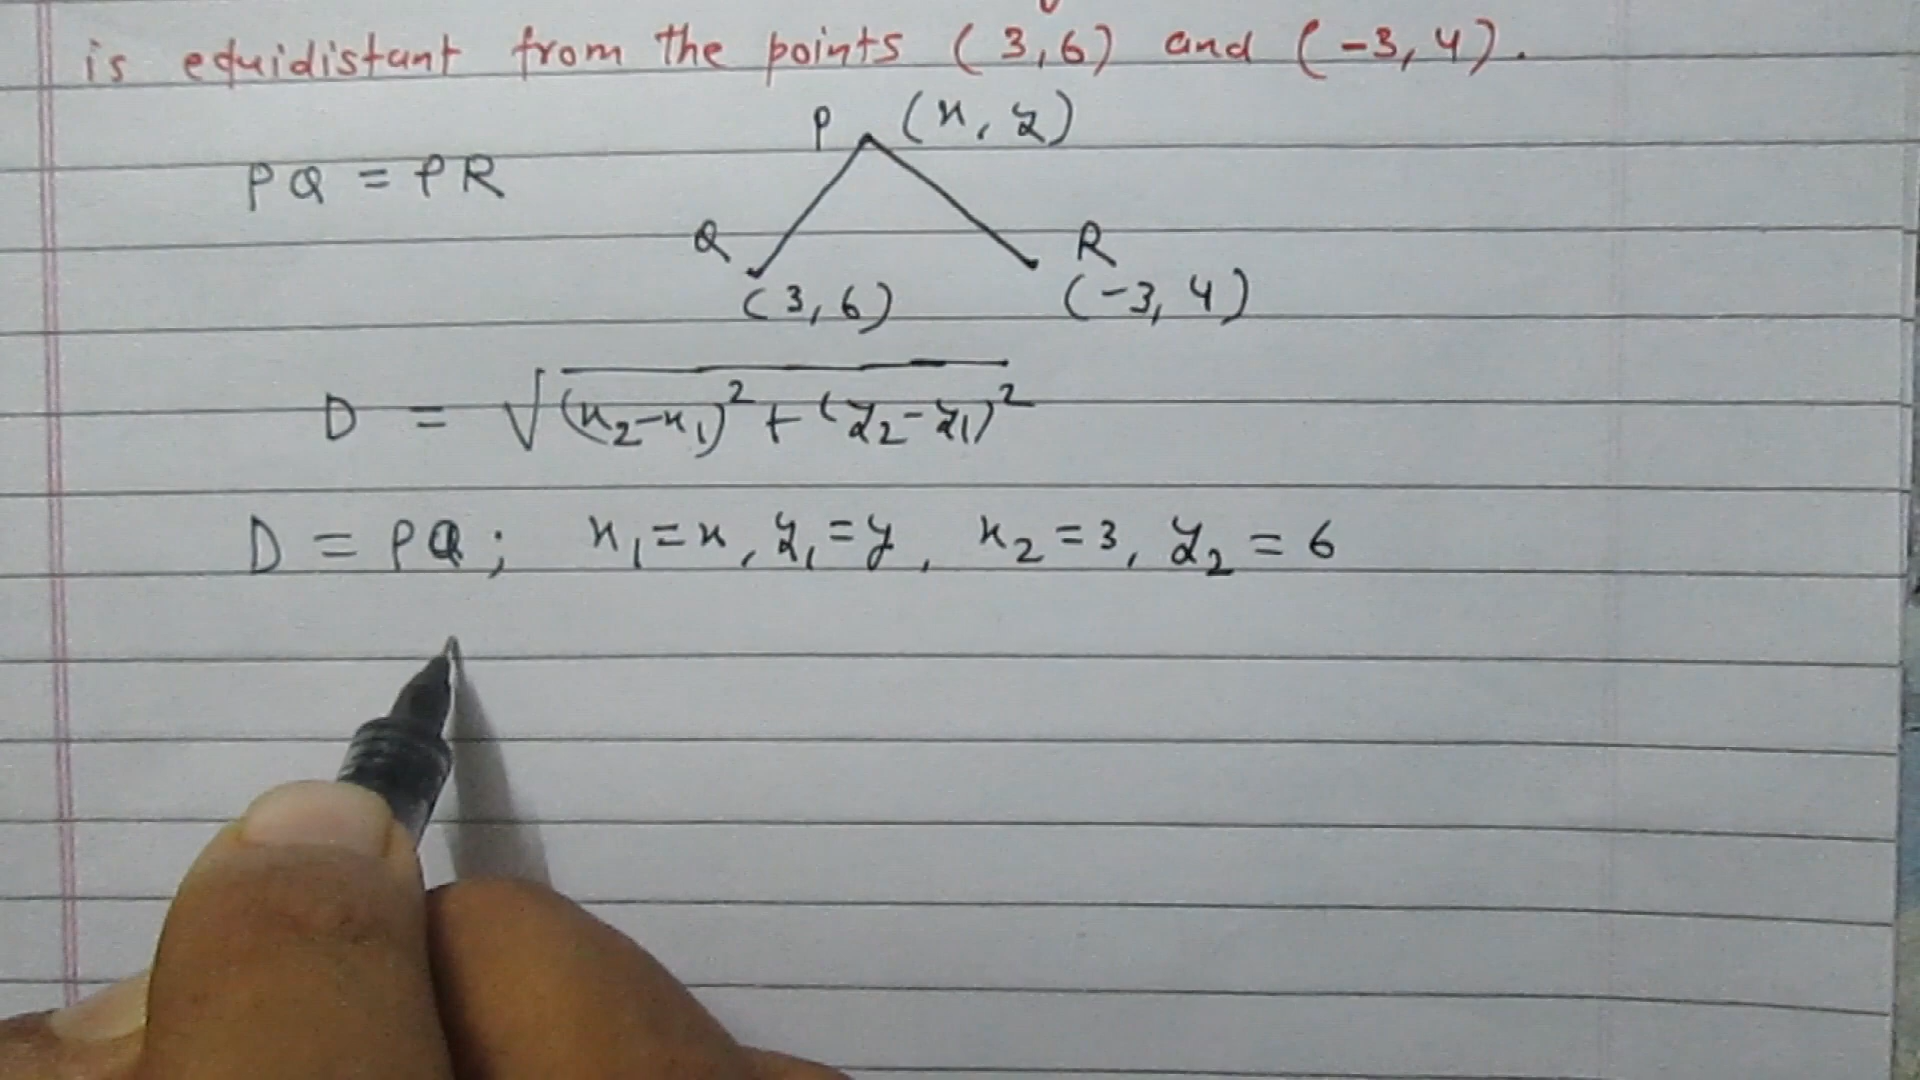 is equidistant from the points (3,6) and (-3,4).
P (x, y)
PQ = PR
Q R
(3,6) (-3,4)
D = √(x₂-x₁)² + (y₂-y₁)²
D = PQ; x₁=x, y₁=y, x₂=3, y₂=6